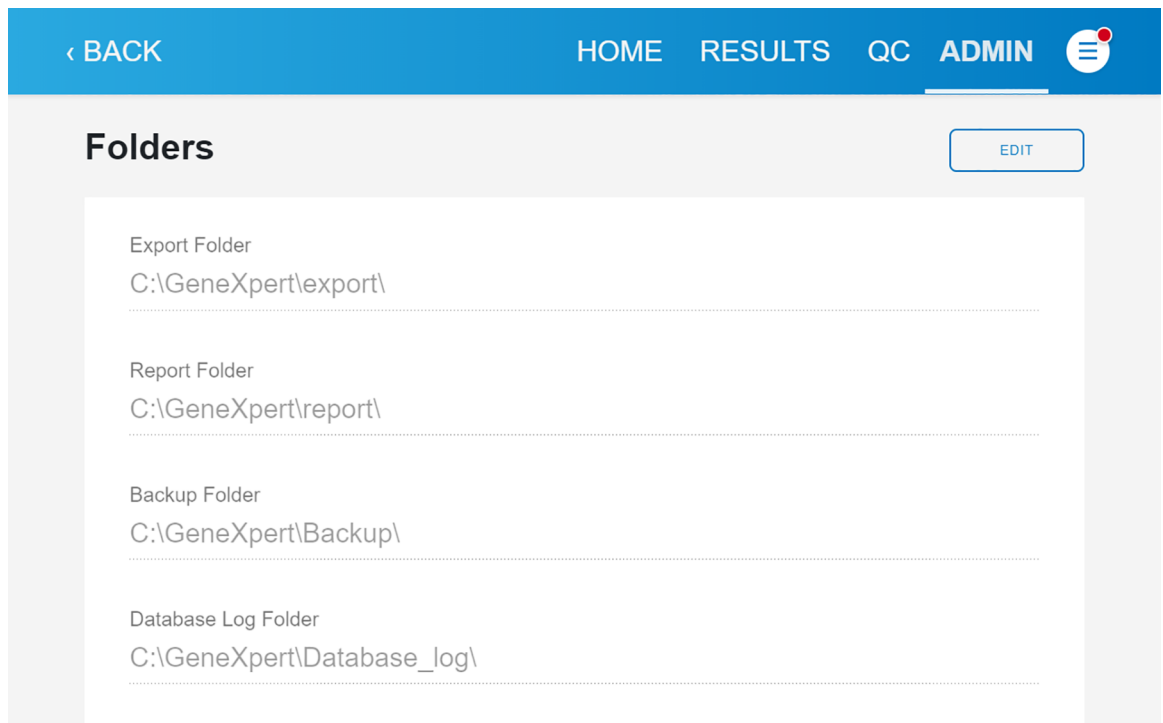 ‹ BACK HOME RESULTS QC ADMIN
Folders
EDIT
Export Folder
C:\GeneXpert\export\
Report Folder
C:\GeneXpert\report\
Backup Folder
C:\GeneXpert\Backup\
Database Log Folder
C:\GeneXpert\Database_log\